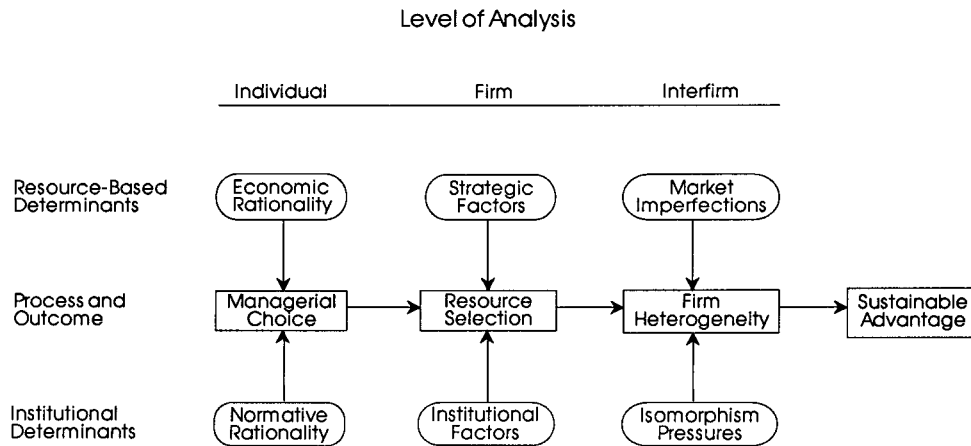 Level of Analysis
Individual Firm Interfirm
Resource-Based
Determinants
Economic
Rationality
Strategic
Factors
Market
Imperfections
Process and
Outcome
Managerial
Choice
Resource
Selection
Firm
Heterogeneity
Sustainable
Advantage
Institutional
Determinants
Normative
Rationality
Institutional
Factors
Isomorphism
Pressures